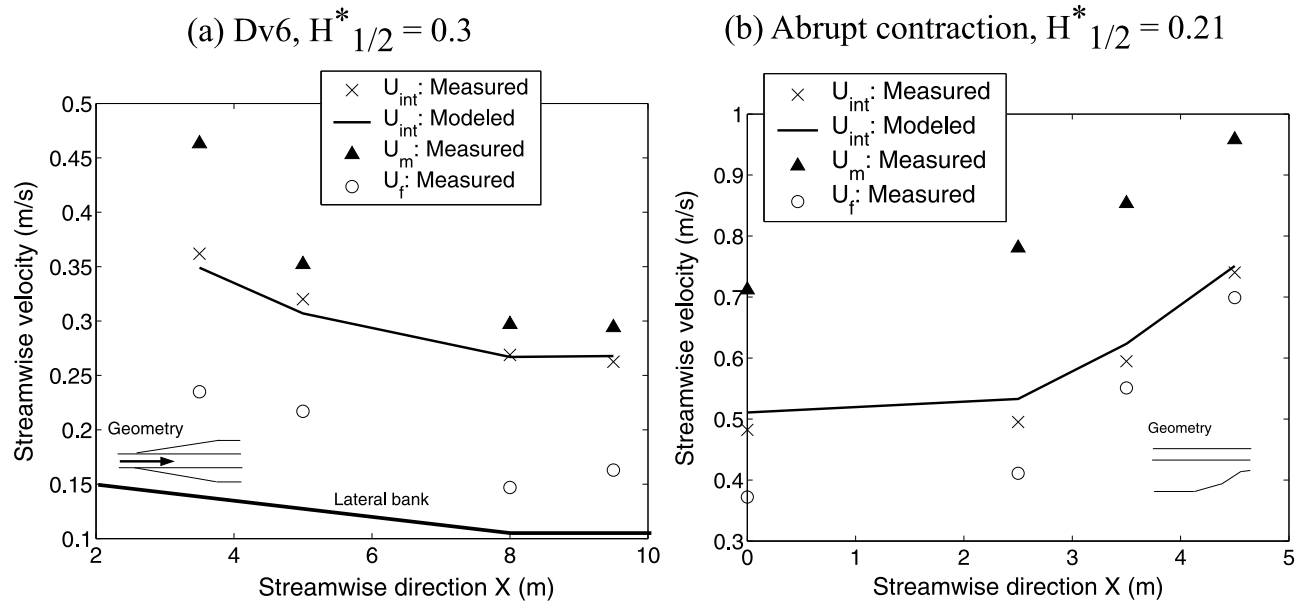 (a) Dv6, H*1/2 = 0.3
U_int: Measured
U_int: Modeled
U_m: Measured
U_f: Measured
0.5
0.45
0.4
0.35
0.3
0.25
0.2
0.15
0.1
Streamwise velocity (m/s)
Geometry
Lateral bank
2
4
6
8
10
Streamwise direction X (m)
(b) Abrupt contraction, H*1/2 = 0.21
U_int: Measured
U_int: Modeled
U_m: Measured
U_f: Measured
1
0.9
0.8
0.7
0.6
0.5
0.4
0.3
Streamwise velocity (m/s)
Geometry
0
1
2
3
4
5
Streamwise direction X (m)